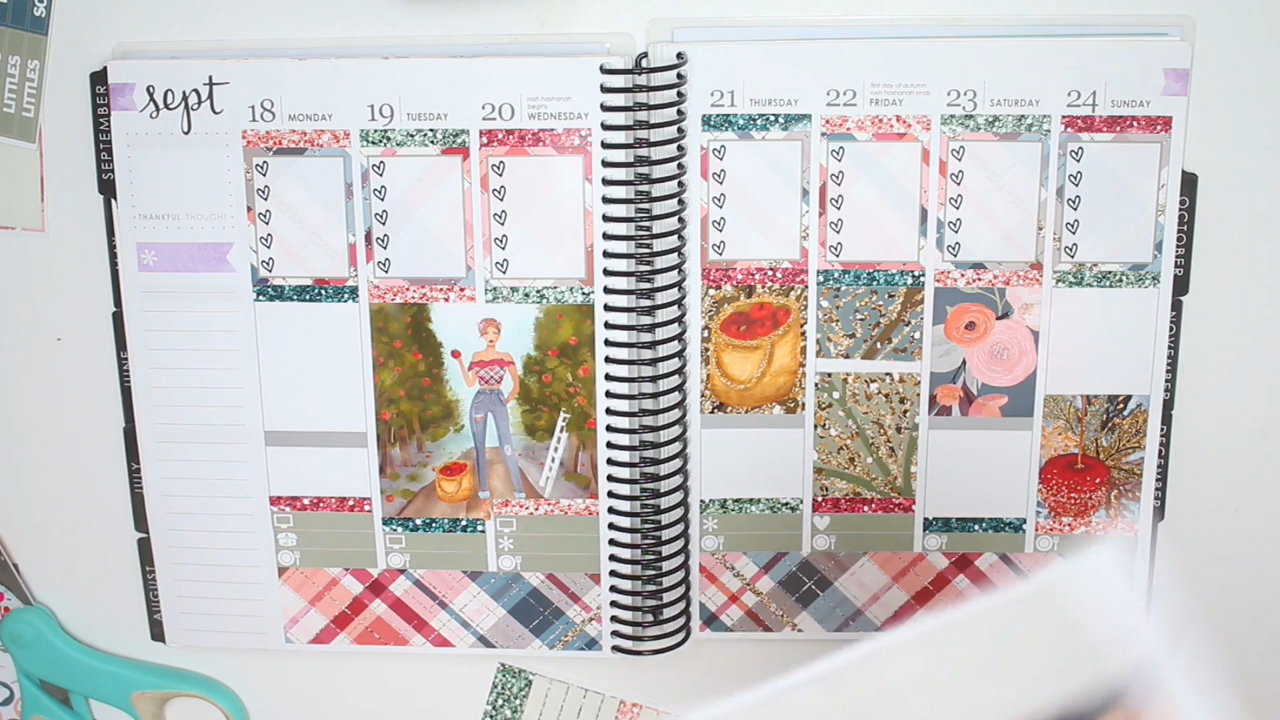 LITTLES
LITTLES
SEPTEMBER
sept
18 MONDAY
19 TUESDAY
20 rosh hashanah begins WEDNESDAY
21 THURSDAY
22 first day of autumn rosh hashanah ends FRIDAY
23 SATURDAY
24 SUNDAY
THANKFUL THOUGHT
JUNE
JULY
AUGUST
OCTOBER
NOVEMBER
DECEMBER